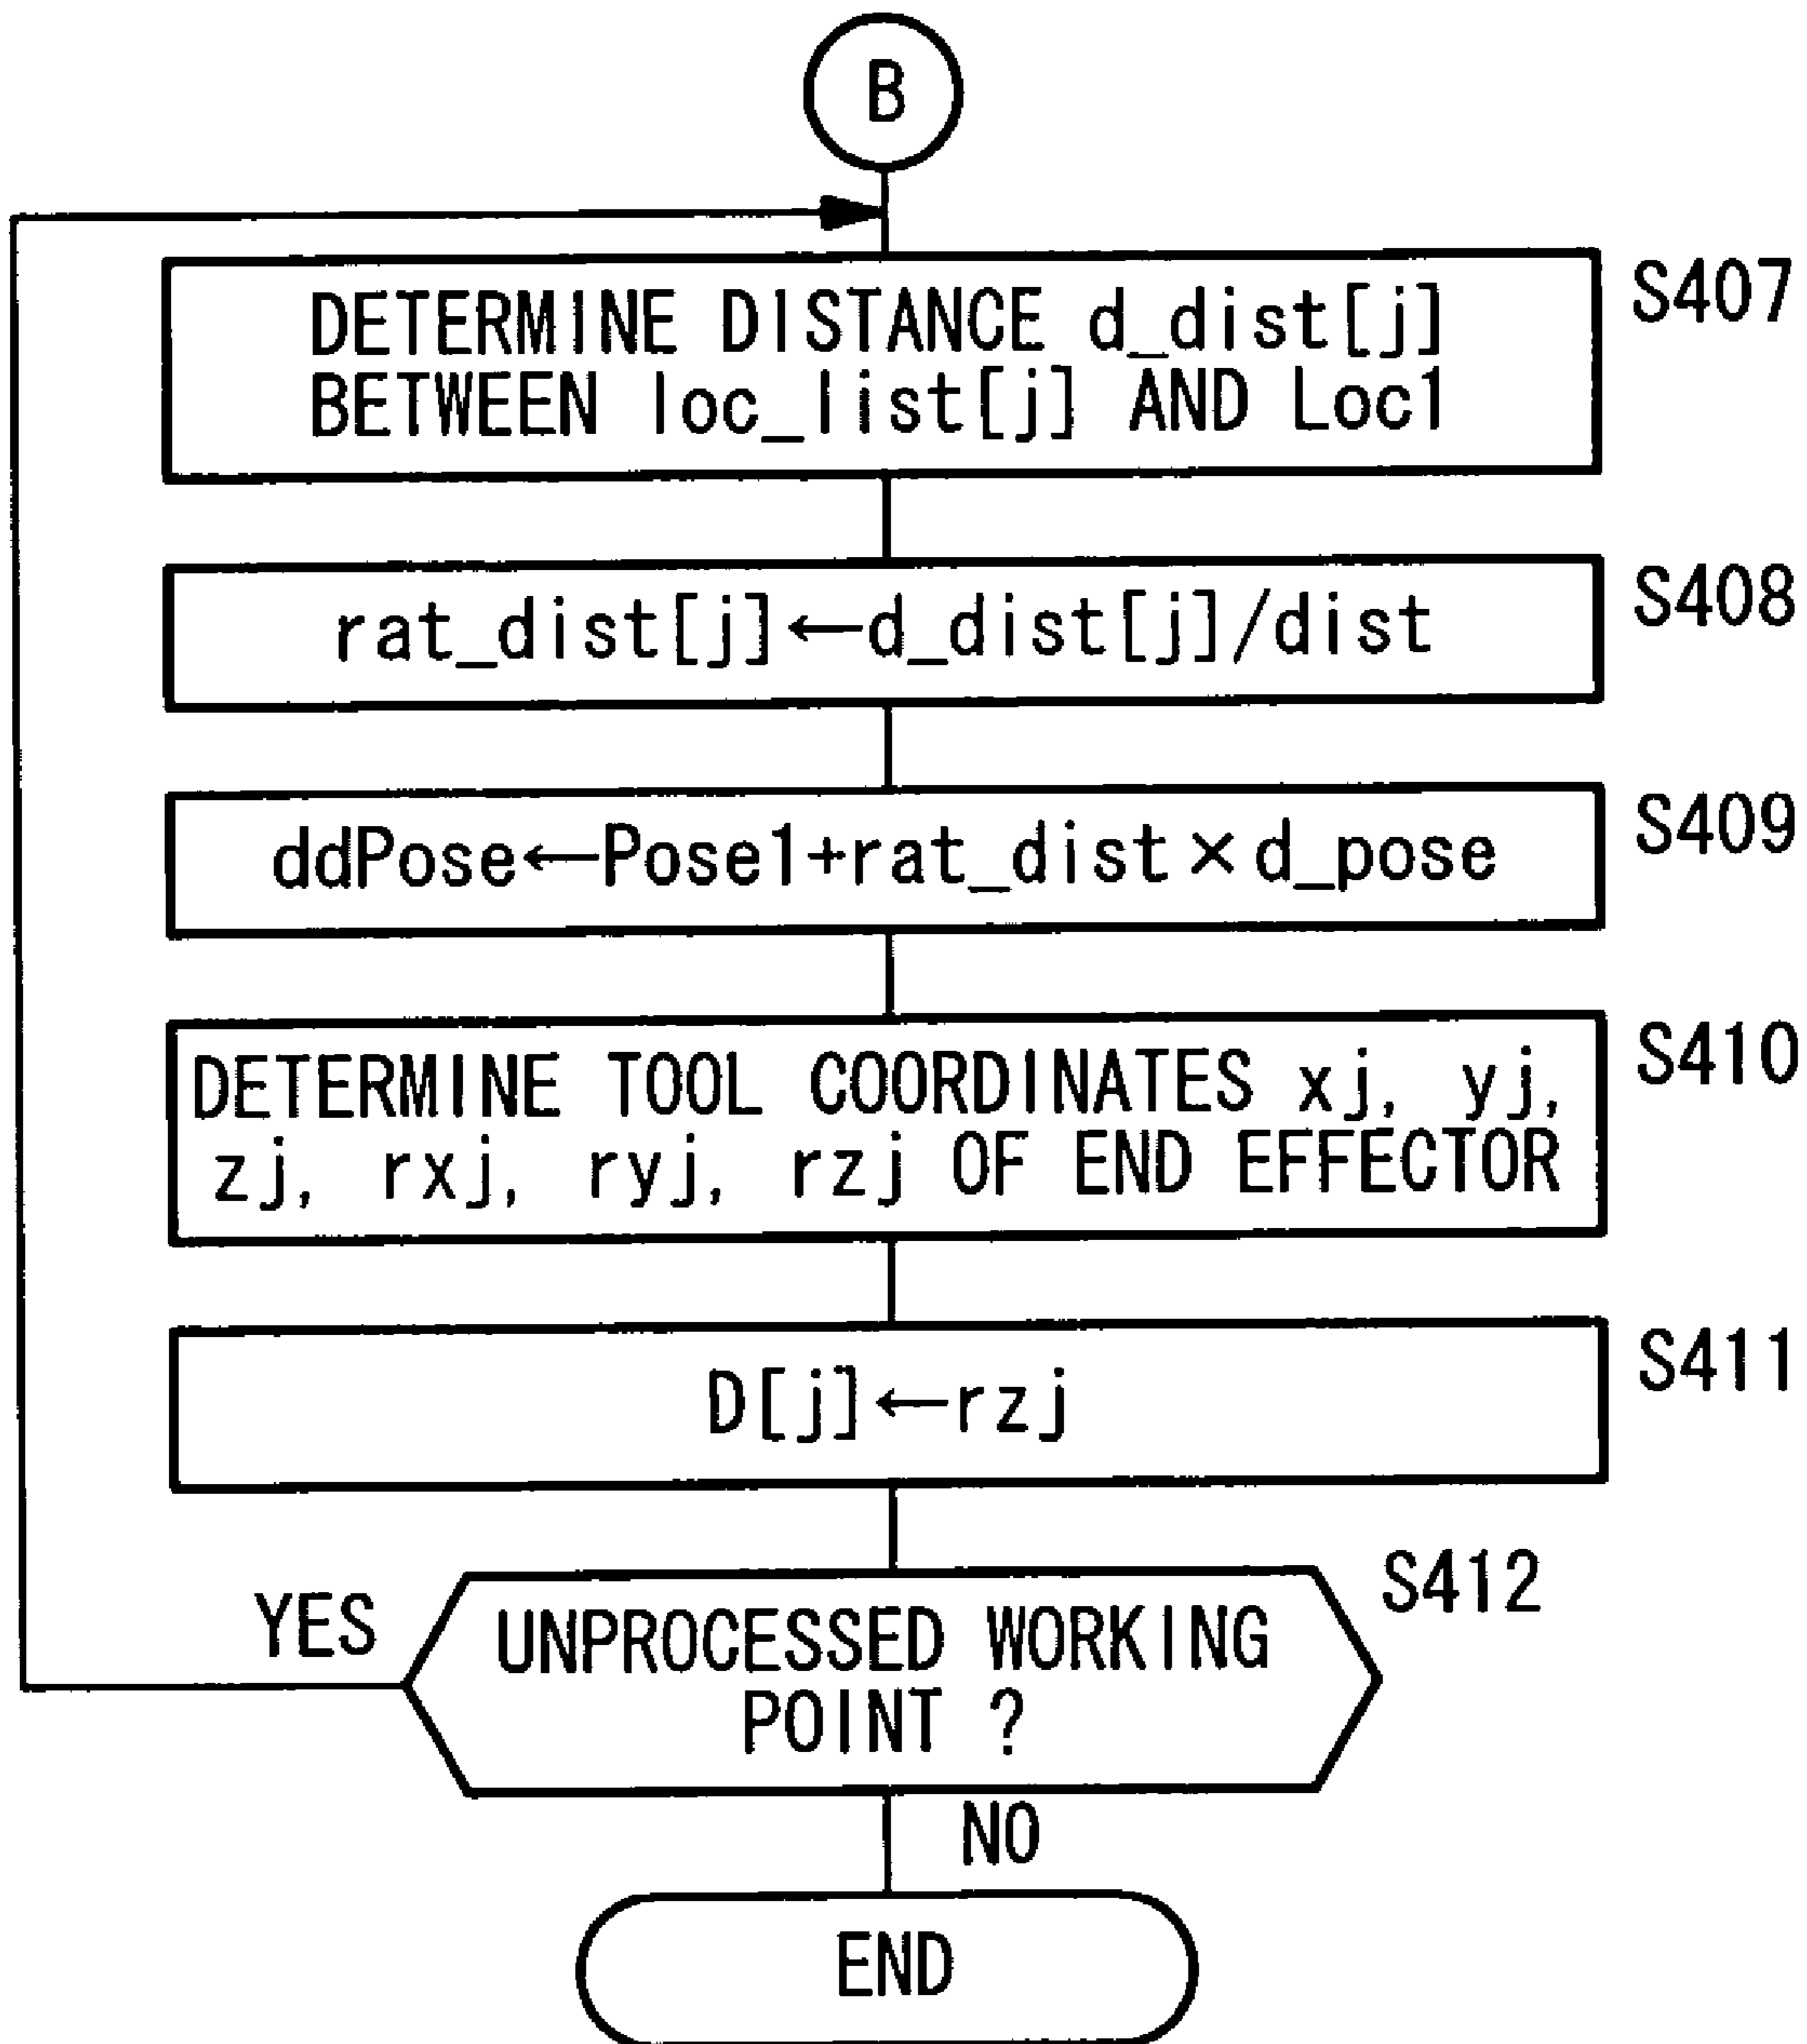 B
DETERMINE DISTANCE d_dist[j]
BETWEEN loc_list[j] AND Loc1
S407
rat_dist[j]←d_dist[j]/dist
S408
ddPose←Pose1+rat_dist×d_pose
S409
DETERMINE TOOL COORDINATES xj, yj,
zj, rxj, ryj, rzj OF END EFFECTOR
S410
D[j]←rzj
S411
UNPROCESSED WORKING
POINT ?
S412
YES
NO
END